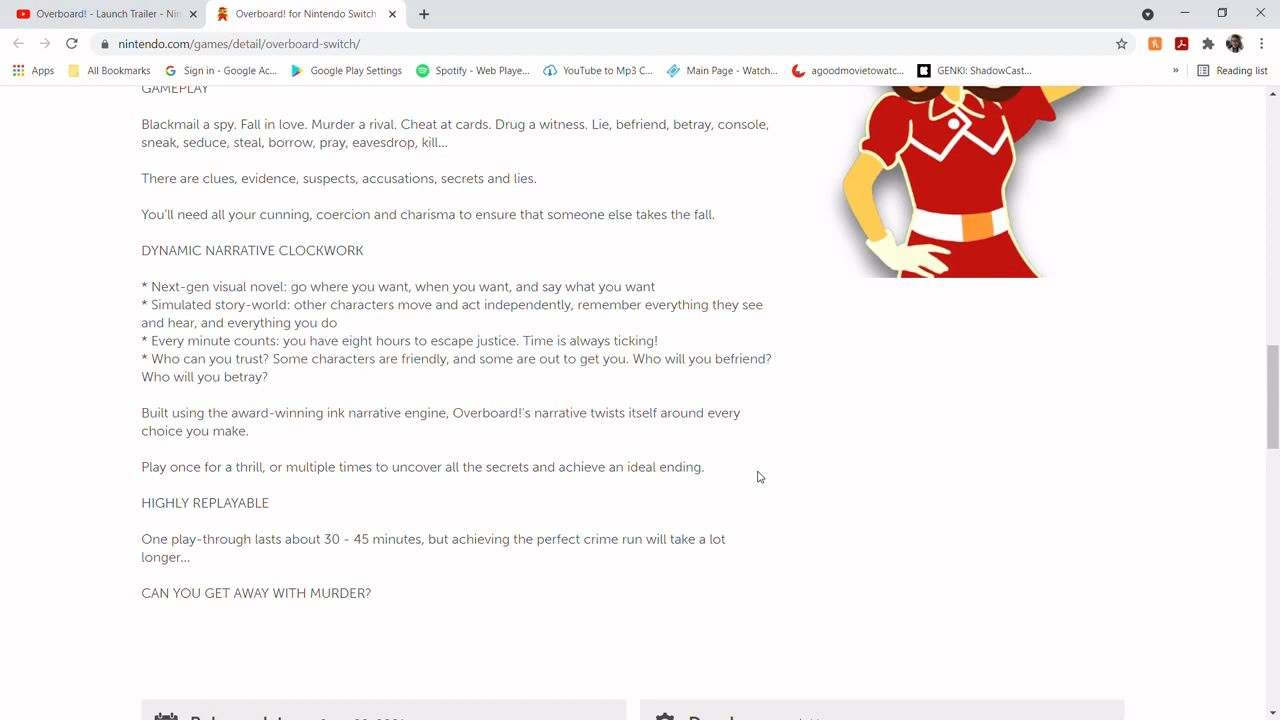 Overboard! - Launch Trailer - Nin
Overboard! for Nintendo Switch
nintendo.com/games/detail/overboard-switch/
Apps
All Bookmarks
Sign in - Google Ac...
Google Play Settings
Spotify - Web Playe...
YouTube to Mp3 C...
Main Page - Watch...
agoodmovietowatc...
GENKI: ShadowCast...
»
Reading list
GAMEPLAY
Blackmail a spy. Fall in love. Murder a rival. Cheat at cards. Drug a witness. Lie, befriend, betray, console,
sneak, seduce, steal, borrow, pray, eavesdrop, kill...
There are clues, evidence, suspects, accusations, secrets and lies.
You'll need all your cunning, coercion and charisma to ensure that someone else takes the fall.
DYNAMIC NARRATIVE CLOCKWORK
* Next-gen visual novel: go where you want, when you want, and say what you want
* Simulated story-world: other characters move and act independently, remember everything they see
and hear, and everything you do
* Every minute counts: you have eight hours to escape justice. Time is always ticking!
* Who can you trust? Some characters are friendly, and some are out to get you. Who will you befriend?
Who will you betray?
Built using the award-winning ink narrative engine, Overboard!'s narrative twists itself around every
choice you make.
Play once for a thrill, or multiple times to uncover all the secrets and achieve an ideal ending.
HIGHLY REPLAYABLE
One play-through lasts about 30 - 45 minutes, but achieving the perfect crime run will take a lot
longer...
CAN YOU GET AWAY WITH MURDER?